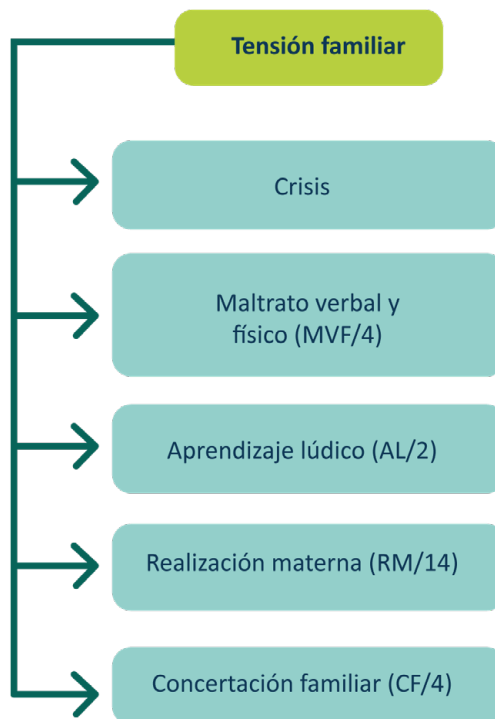 Tensión familiar
Crisis
Maltrato verbal y
físico (MVF/4)
Aprendizaje lúdico (AL/2)
Realización materna (RM/14)
Concertación familiar (CF/4)